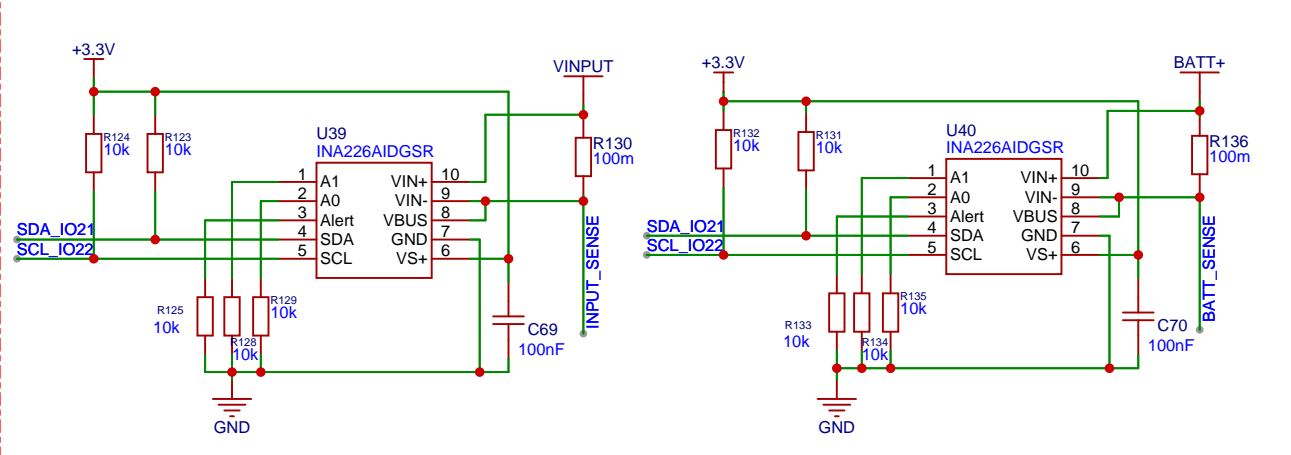 +3.3V
VINPUT
R124
10k
R123
10k
U39
INA226AIDGSR
R130
100m
1 A1 VIN+ 10
2 A0 VIN- 9
3 Alert VBUS 8
4 SDA GND 7
5 SCL VS+ 6
SDA_IO21
SCL_IO22
INPUT_SENSE
R125
10k
R128
10k
R129
10k
C69
100nF
GND
+3.3V
BATT+
R132
10k
R131
10k
U40
INA226AIDGSR
R136
100m
1 A1 VIN+ 10
2 A0 VIN- 9
3 Alert VBUS 8
4 SDA GND 7
5 SCL VS+ 6
SDA_IO21
SCL_IO22
BATT_SENSE
R133
10k
R134
10k
R135
10k
C70
100nF
GND